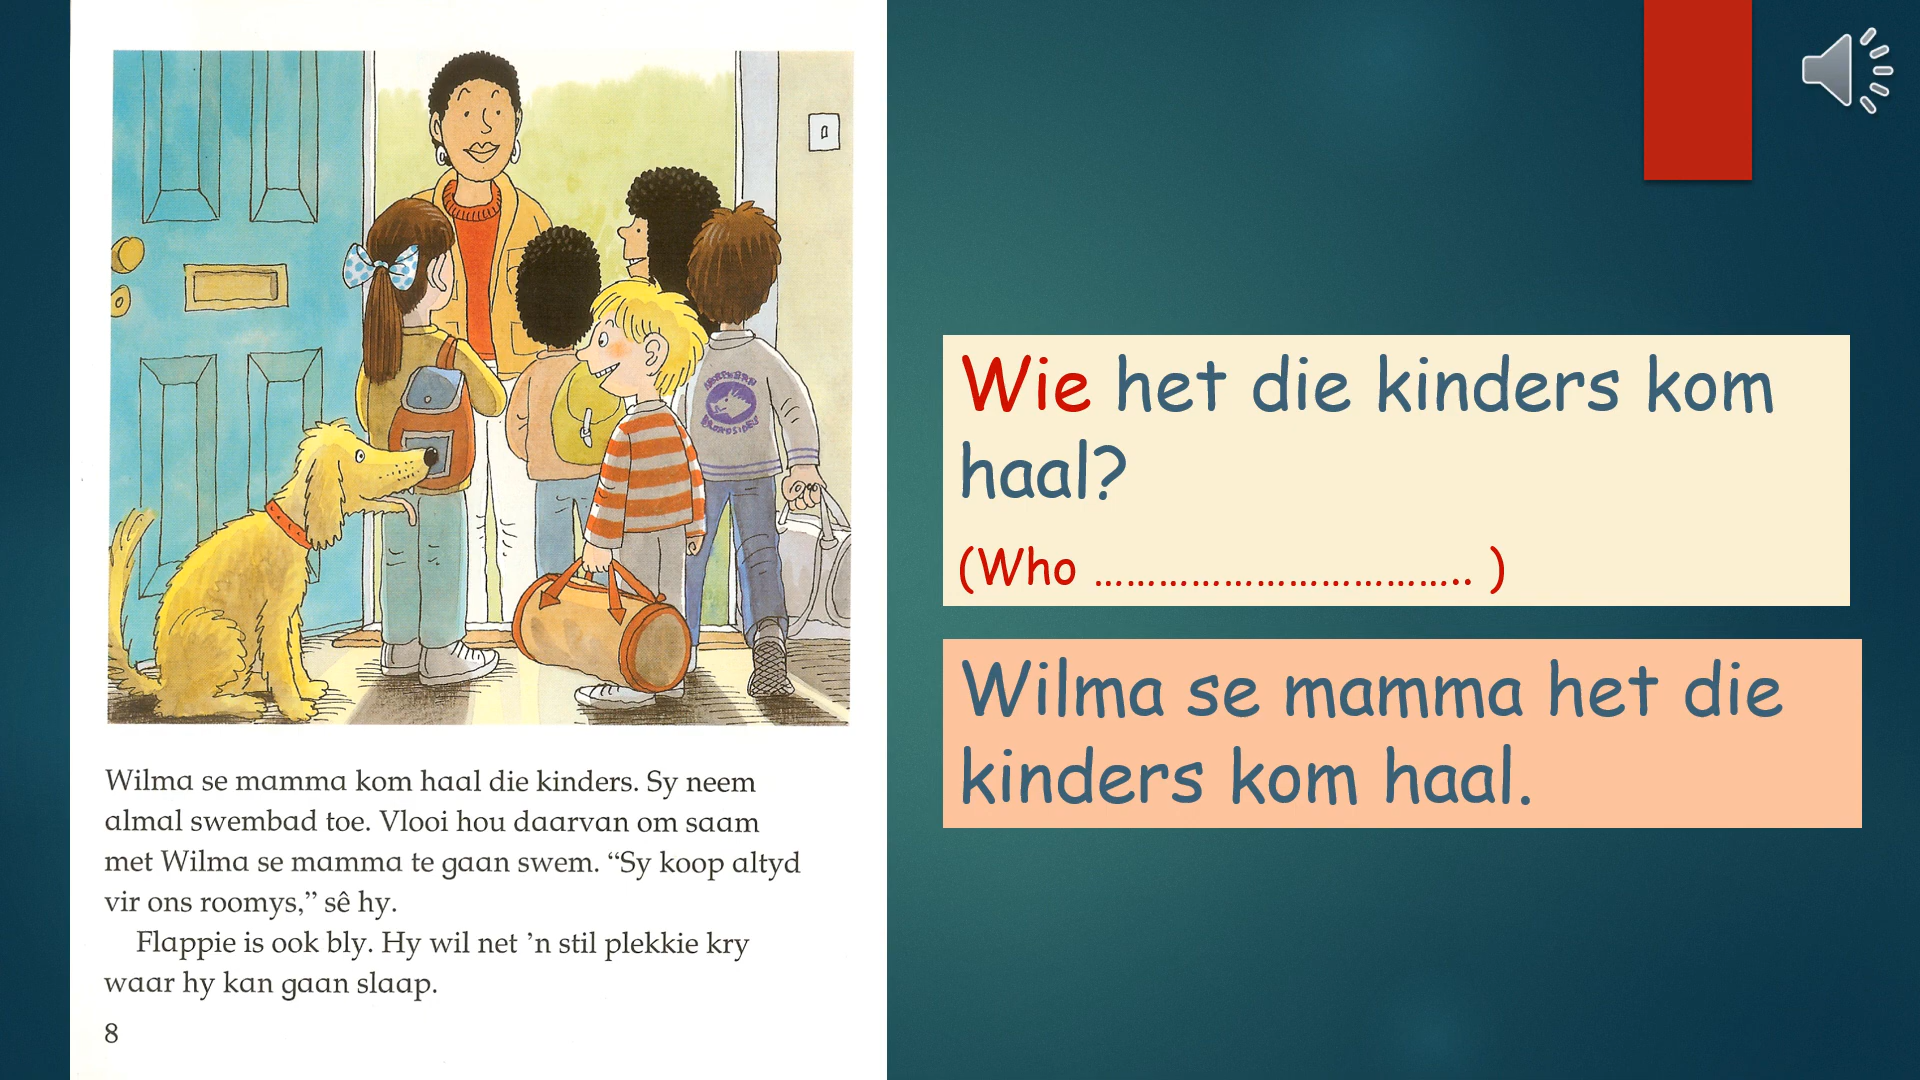 Wilma se mamma kom haal die kinders. Sy neem
almal swembad toe. Vlooi hou daarvan om saam
met Wilma se mamma te gaan swem. “Sy koop altyd
vir ons roomys,” sê hy.
Flappie is ook bly. Hy wil net ’n stil plekkie kry
waar hy kan gaan slaap.
8
Wie het die kinders kom
haal?
(Who ………………………….. )
Wilma se mamma het die
kinders kom haal.